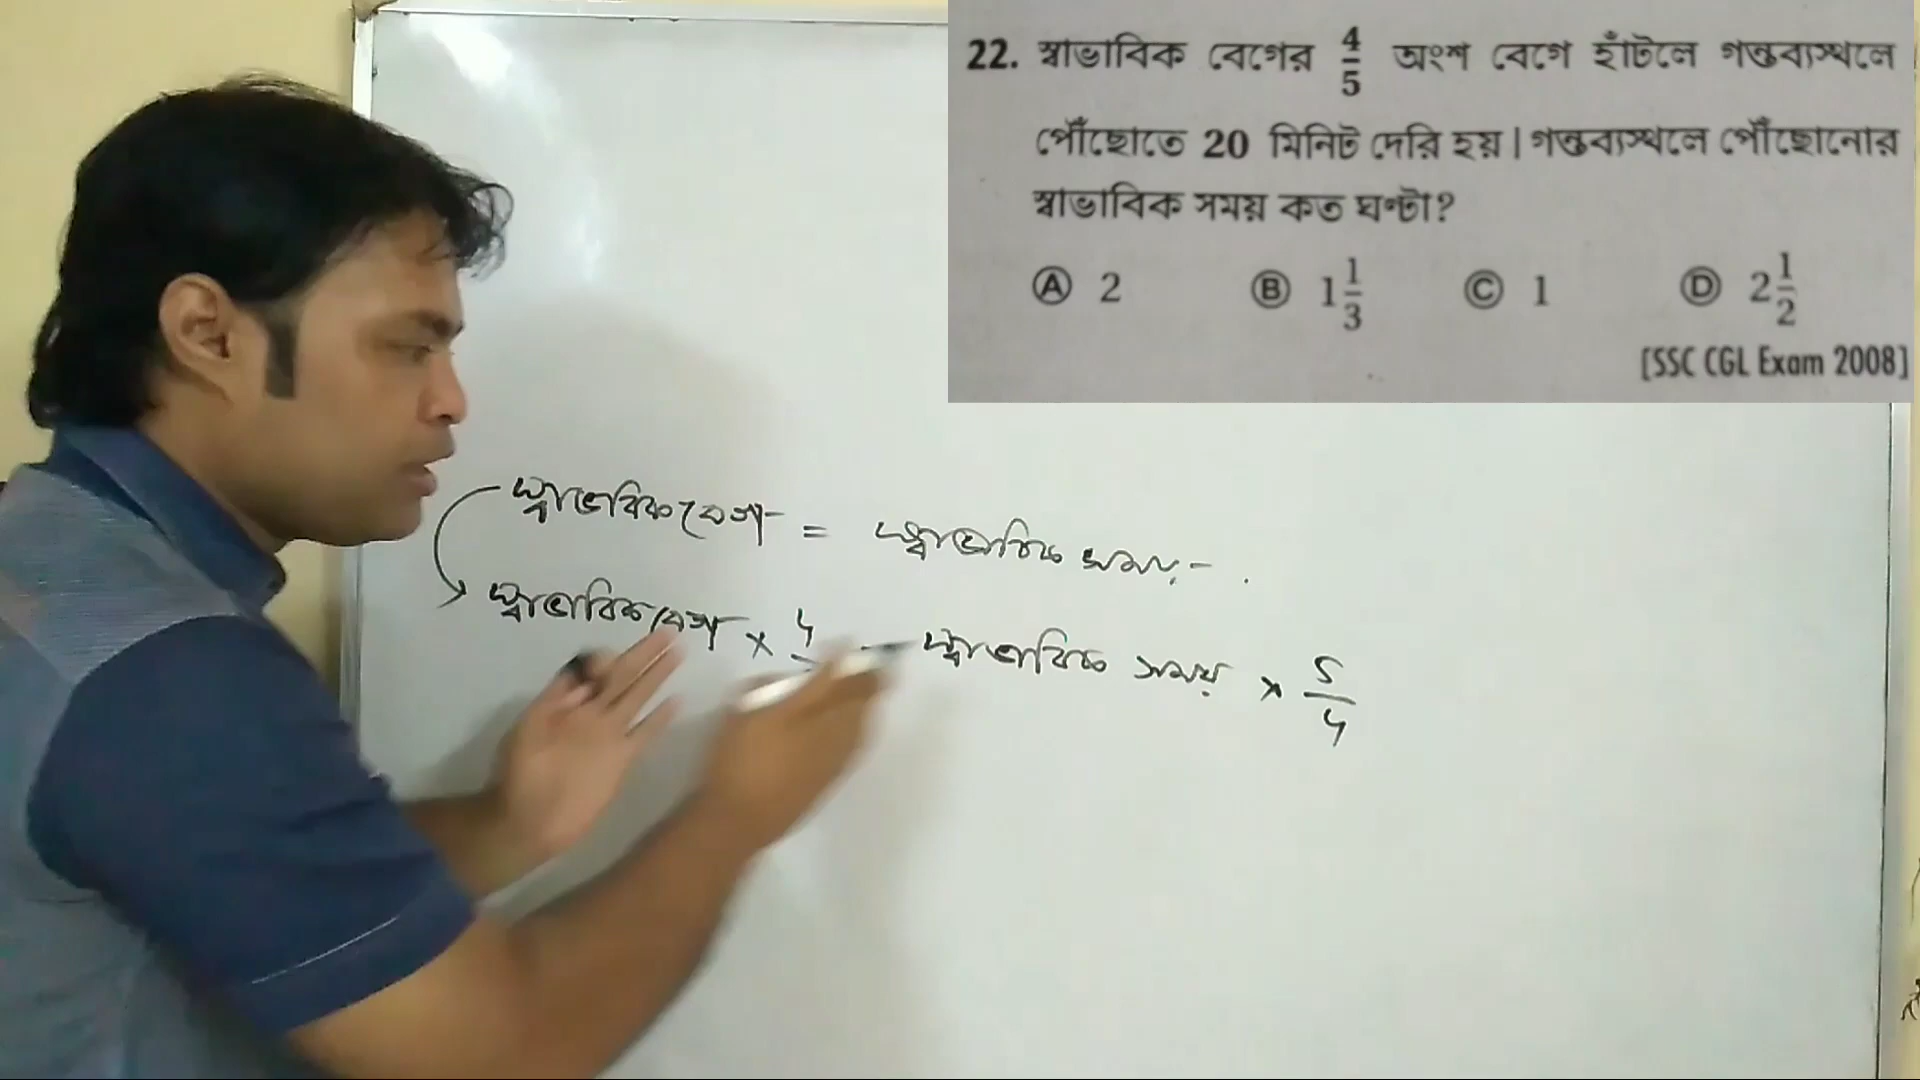 22. স্বাভাবিক বেগের 4/5 অংশ বেগে হাঁটলে গন্তব্যস্থলে
পৌঁছোতে 20 মিনিট দেরি হয়। গন্তব্যস্থলে পৌঁছোনোর
স্বাভাবিক সময় কত ঘণ্টা?
Ⓐ 2 Ⓑ 1 1/3 Ⓒ 1 Ⓓ 2 1/2
[SSC CGL Exam 2008]
স্বাভাবিক বেগ = স্বাভাবিক সময়
স্বাভাবিক বেগ × 4 স্বাভাবিক সময় × 5/4